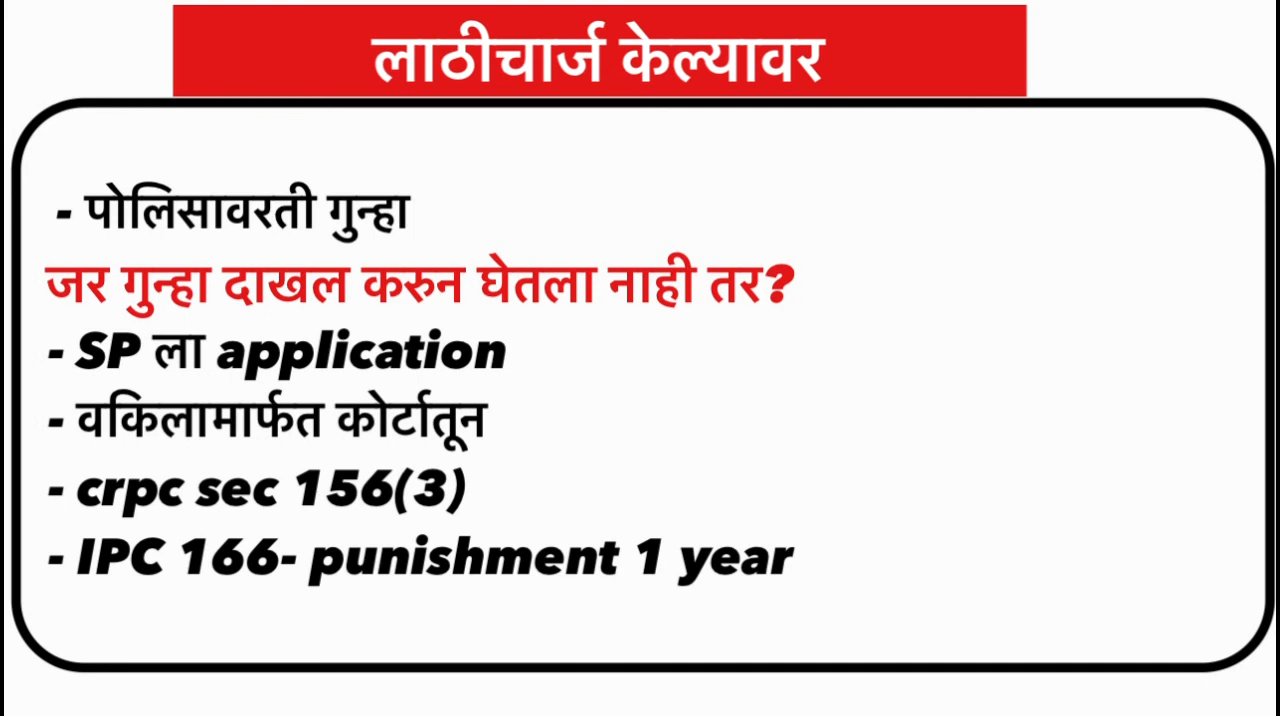 लाठीचार्ज केल्यावर
- पोलिसावरती गुन्हा
जर गुन्हा दाखल करुन घेतला नाही तर?
- SP ला application
- वकिलामार्फत कोर्टातून
- crpc sec 156(3)
- IPC 166- punishment 1 year